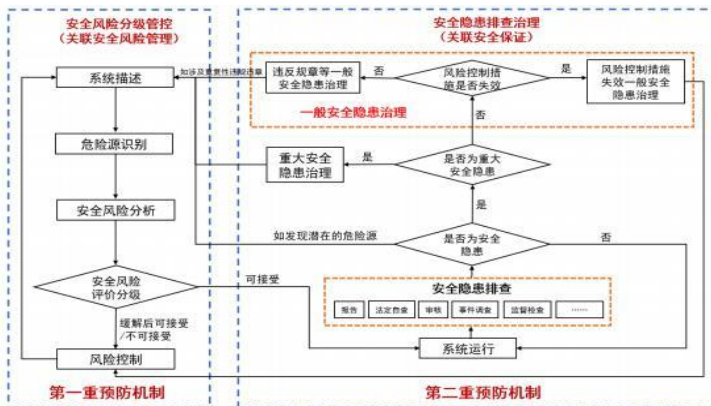 安全风险分级管控
（关联安全风险管理）
系统描述
危险源识别
安全风险分析
安全风险
评价分级
可接受
缓解后可接受
/不可接受
风险控制
第一重预防机制
安全隐患排查治理
（关联安全保证）
如涉及重复性违规违章
违反规章等一般
安全隐患治理
否
风险控制措
施是否失效
是
风险控制措施
失效一般安全
隐患治理
一般安全隐患治理
否
重大安全
隐患治理
是
是否为重大
安全隐患
是
如发现潜在的危险源
是否为安全
隐患
否
安全隐患排查
报告
法定自查
审核
事件调查
监督检查
……
系统运行
第二重预防机制